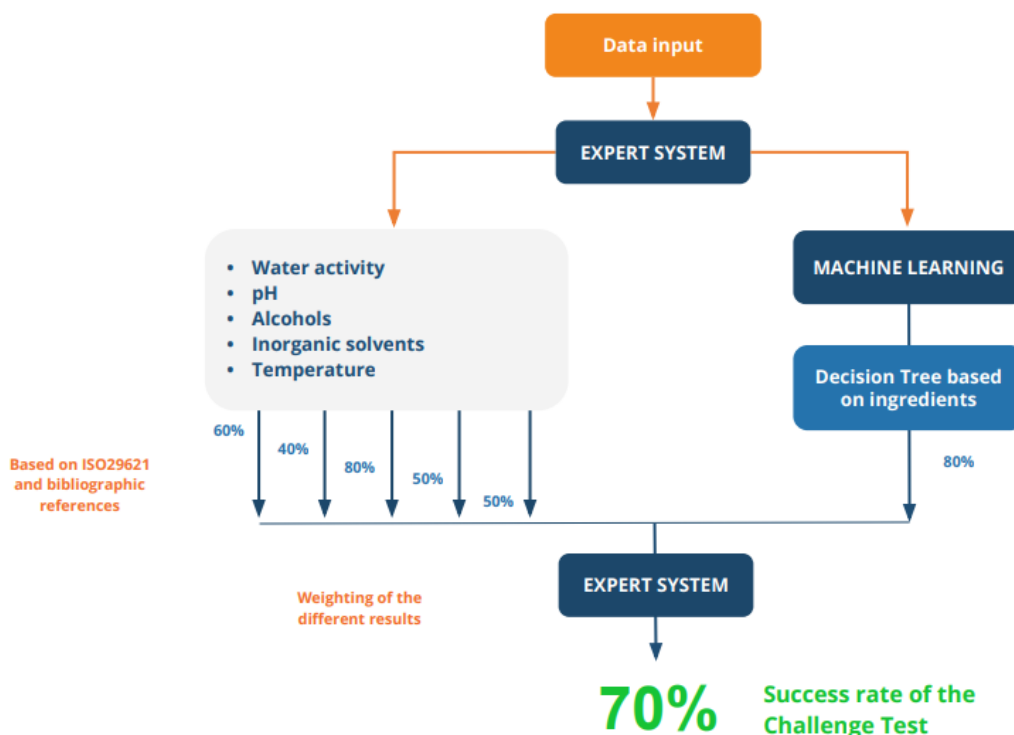 Data input
EXPERT SYSTEM
• Water activity
• pH
• Alcohols
• Inorganic solvents
• Temperature
MACHINE LEARNING
Decision Tree based
on ingredients
60%
40%
80%
50%
50%
80%
Based on ISO29621
and bibliographic
references
EXPERT SYSTEM
Weighting of the
different results
70%
Success rate of the
Challenge Test